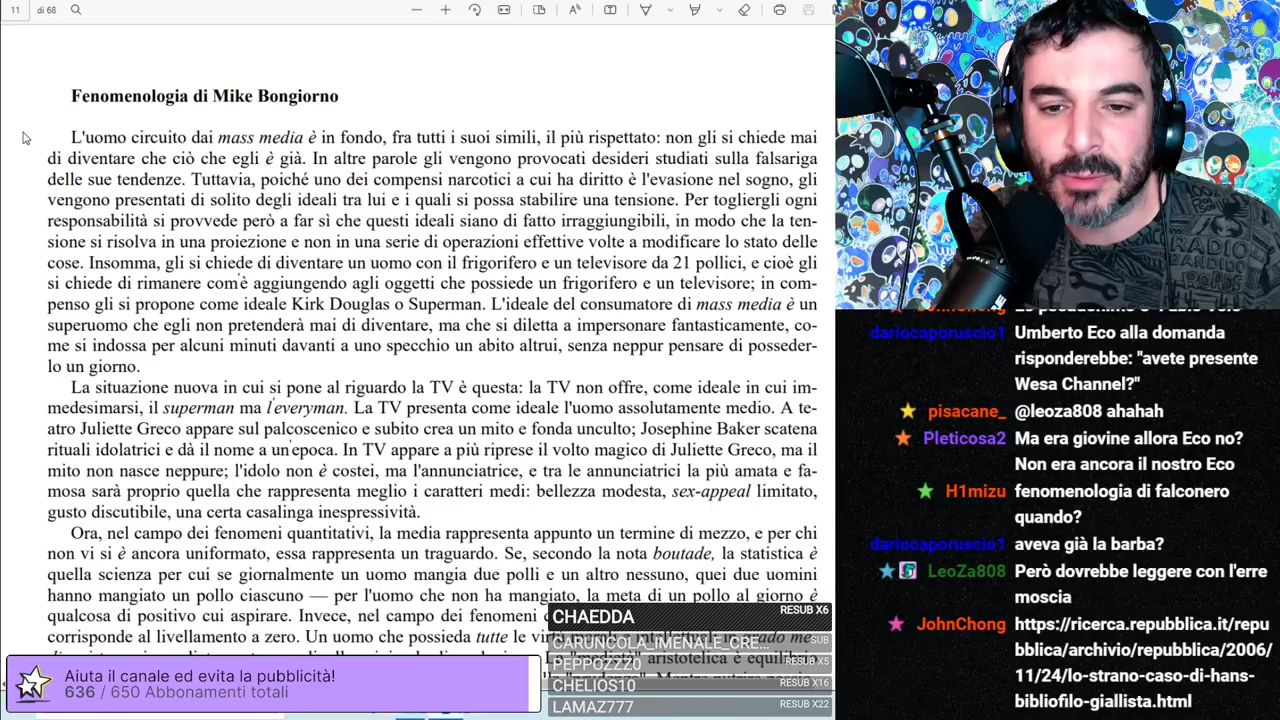 11 di 68
Fenomenologia di Mike Bongiorno
L'uomo circuito dai mass media è in fondo, fra tutti i suoi simili, il più rispettato: non gli si chiede mai
di diventare che ciò che egli è già. In altre parole gli vengono provocati desideri studiati sulla falsariga
delle sue tendenze. Tuttavia, poiché uno dei compensi narcotici a cui ha diritto è l'evasione nel sogno, gli
vengono presentati di solito degli ideali tra lui e i quali si possa stabilire una tensione. Per togliergli ogni
responsabilità si provvede però a far sì che questi ideali siano di fatto irraggiungibili, in modo che la ten-
sione si risolva in una proiezione e non in una serie di operazioni effettive volte a modificare lo stato delle
cose. Insomma, gli si chiede di diventare un uomo con il frigorifero e un televisore da 21 pollici, e cioè gli
si chiede di rimanere com'è aggiungendo agli oggetti che possiede un frigorifero e un televisore; in com-
penso gli si propone come ideale Kirk Douglas o Superman. L'ideale del consumatore di mass media è un
superuomo che egli non pretenderà mai di diventare, ma che si diletta a impersonare fantasticamente, co-
me si indossa per alcuni minuti davanti a uno specchio un abito altrui, senza neppur pensare di posseder-
lo un giorno.
La situazione nuova in cui si pone al riguardo la TV è questa: la TV non offre, come ideale in cui im-
medesimarsi, il superman ma l'everyman. La TV presenta come ideale l'uomo assolutamente medio. A te-
atro Juliette Greco appare sul palcoscenico e subito crea un mito e fonda unculto; Josephine Baker scatena
rituali idolatrici e dà il nome a un'epoca. In TV appare a più riprese il volto magico di Juliette Greco, ma il
mito non nasce neppure; l'idolo non è costei, ma l'annunciatrice, e tra le annunciatrici la più amata e fa-
mosa sarà proprio quella che rappresenta meglio i caratteri medi: bellezza modesta, sex-appeal limitato,
gusto discutibile, una certa casalinga inespressività.
Ora, nel campo dei fenomeni quantitativi, la media rappresenta appunto un termine di mezzo, e per chi
non vi si è ancora uniformato, essa rappresenta un traguardo. Se, secondo la nota boutade, la statistica è
quella scienza per cui se giornalmente un uomo mangia due polli e un altro nessuno, quei due uomini
hanno mangiato un pollo ciascuno — per l'uomo che non ha mangiato, la meta di un pollo al giorno è
qualcosa di positivo cui aspirare. Invece, nel campo dei fenomeni
corrisponde al livellamento a zero. Un uomo che possieda tutte le
aristotelica è equilibrio
CHAEDDA RESUB X6
CARUNCOLA_IMENALE_CRE... SUB
PEPPOZZZ0 RESUB X5
CHELIOS10 RESUB X16
LAMAZ777 RESUB X22
Aiuta il canale ed evita la pubblicità!
636 / 650 Abbonamenti totali
dariocaporuscio1 Umberto Eco alla domanda
risponderebbe: "avete presente
Wesa Channel?"
pisacane_ @leoza808 ahahah
Pleticosa2 Ma era giovine allora Eco no?
Non era ancora il nostro Eco
H1mizu fenomenologia di falconero
quando?
dariocaporuscio1 aveva già la barba?
LeoZa808 Però dovrebbe leggere con l'erre
moscia
JohnChong https://ricerca.repubblica.it/repu
bblica/archivio/repubblica/2006/
11/24/lo-strano-caso-di-hans-
bibliofilo-giallista.html